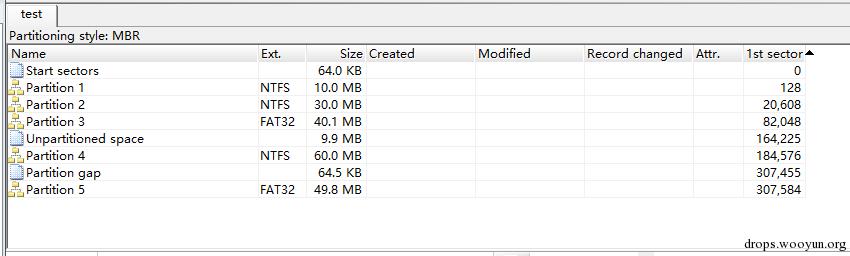 test
Partitioning style: MBR
Name Ext. Size Created Modified Record changed Attr. 1st sector
Start sectors 64.0 KB 0
Partition 1 NTFS 10.0 MB 128
Partition 2 NTFS 30.0 MB 20,608
Partition 3 FAT32 40.1 MB 82,048
Unpartitioned space 9.9 MB 164,225
Partition 4 NTFS 60.0 MB 184,576
Partition gap 64.5 KB 307,455
Partition 5 FAT32 49.8 MB 307,584
drops.wooyun.org